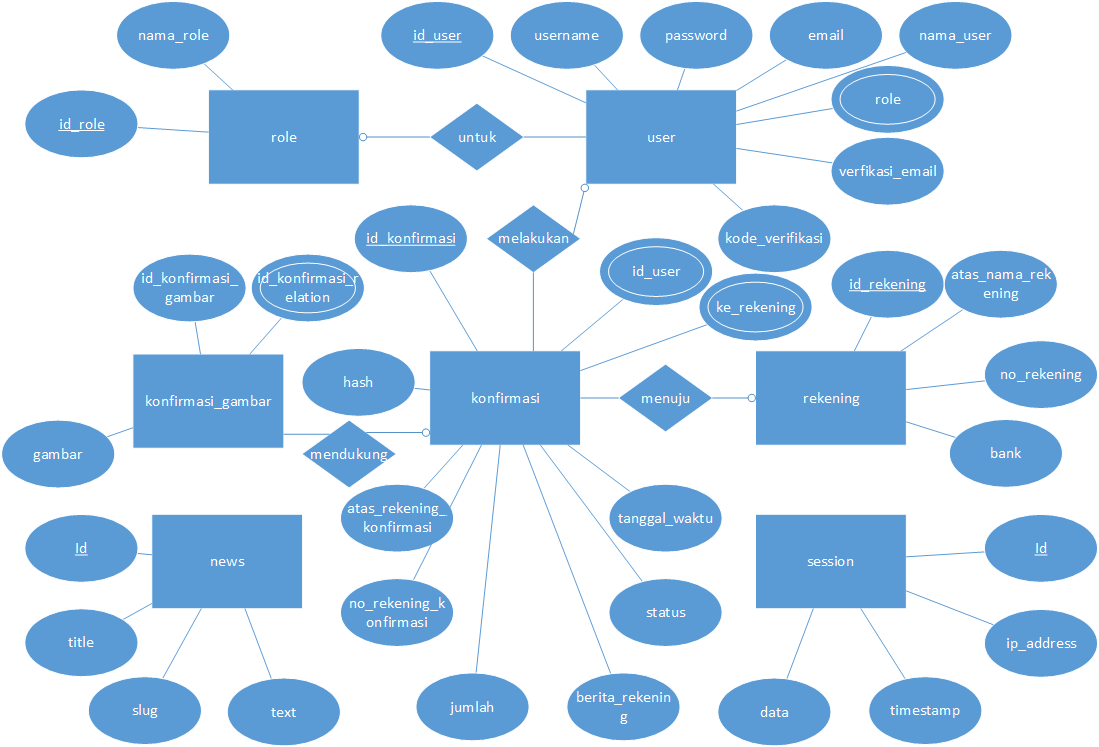 nama_role
id_user
username
password
email
nama_user
id_role
role
untuk
user
role
verfikasi_email
id_konfirmasi
melakukan
kode_verifikasi
id_konfirmasi_
gambar
id_konfirmasi_r
elation
id_user
ke_rekening
id_rekening
atas_nama_rek
ening
hash
konfirmasi_gambar
konfirmasi
menuju
rekening
no_rekening
gambar
mendukung
bank
atas_rekening_
konfirmasi
tanggal_waktu
Id
news
session
Id
no_rekening_k
onfirmasi
status
title
ip_address
slug
text
jumlah
berita_rekenin
g
data
timestamp